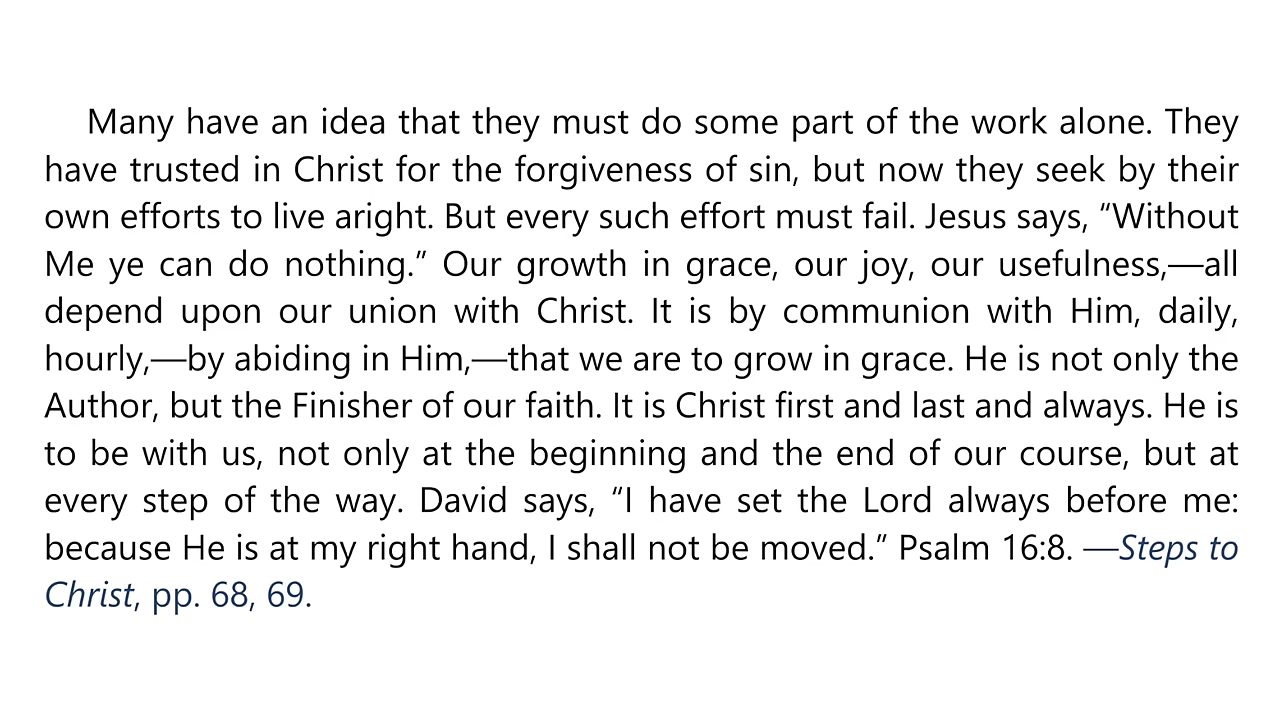 Many have an idea that they must do some part of the work alone. They
have trusted in Christ for the forgiveness of sin, but now they seek by their
own efforts to live aright. But every such effort must fail. Jesus says, “Without
Me ye can do nothing.” Our growth in grace, our joy, our usefulness,—all
depend upon our union with Christ. It is by communion with Him, daily,
hourly,—by abiding in Him,—that we are to grow in grace. He is not only the
Author, but the Finisher of our faith. It is Christ first and last and always. He is
to be with us, not only at the beginning and the end of our course, but at
every step of the way. David says, “I have set the Lord always before me:
because He is at my right hand, I shall not be moved.” Psalm 16:8. —Steps to
Christ, pp. 68, 69.